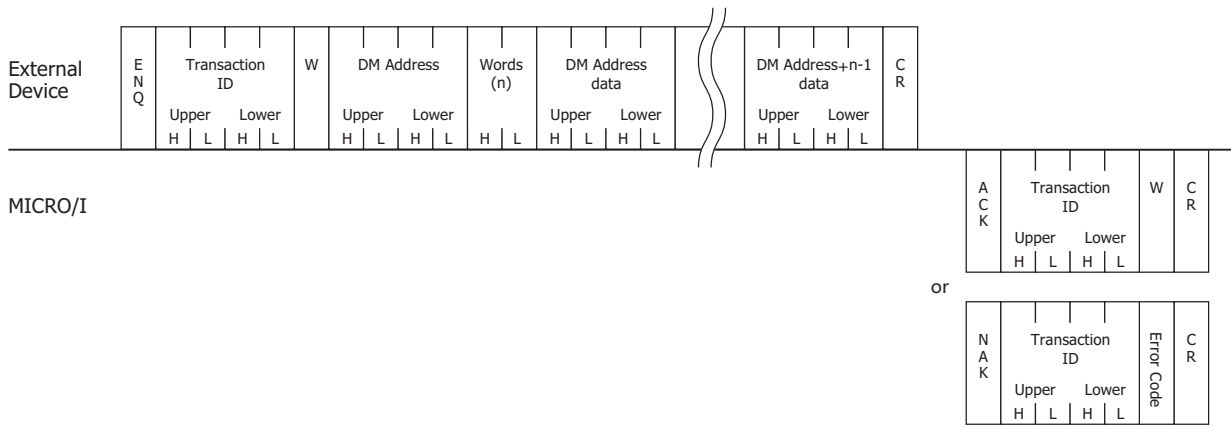 External Device
E N Q
Transaction ID
Upper Lower
H L H L
W
DM Address
Upper Lower
H L H L
Words (n)
H L
DM Address data
Upper Lower
H L H L
DM Address+n-1 data
Upper Lower
H L H L
C R
MICRO/I
A C K
Transaction ID
Upper Lower
H L H L
W
C R
or
N A K
Transaction ID
Upper Lower
H L H L
Error Code
C R